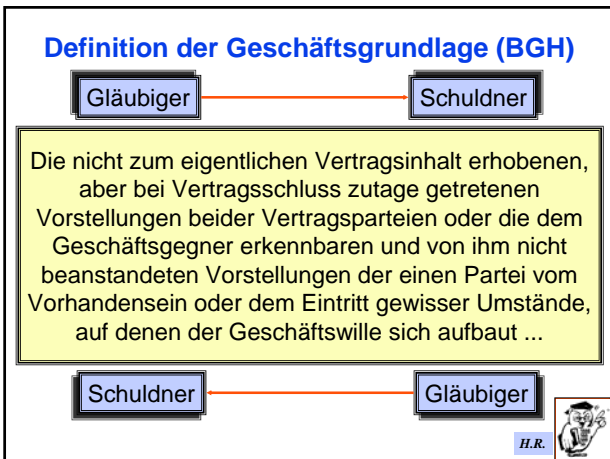 Definition der Geschäftsgrundlage (BGH)
Gläubiger Schuldner
Die nicht zum eigentlichen Vertragsinhalt erhobenen,
aber bei Vertragsschluss zutage getretenen
Vorstellungen beider Vertragsparteien oder die dem
Geschäftsgegner erkennbaren und von ihm nicht
beanstandeten Vorstellungen der einen Partei vom
Vorhandensein oder dem Eintritt gewisser Umstände,
auf denen der Geschäftswille sich aufbaut ...
Schuldner Gläubiger
H.R.